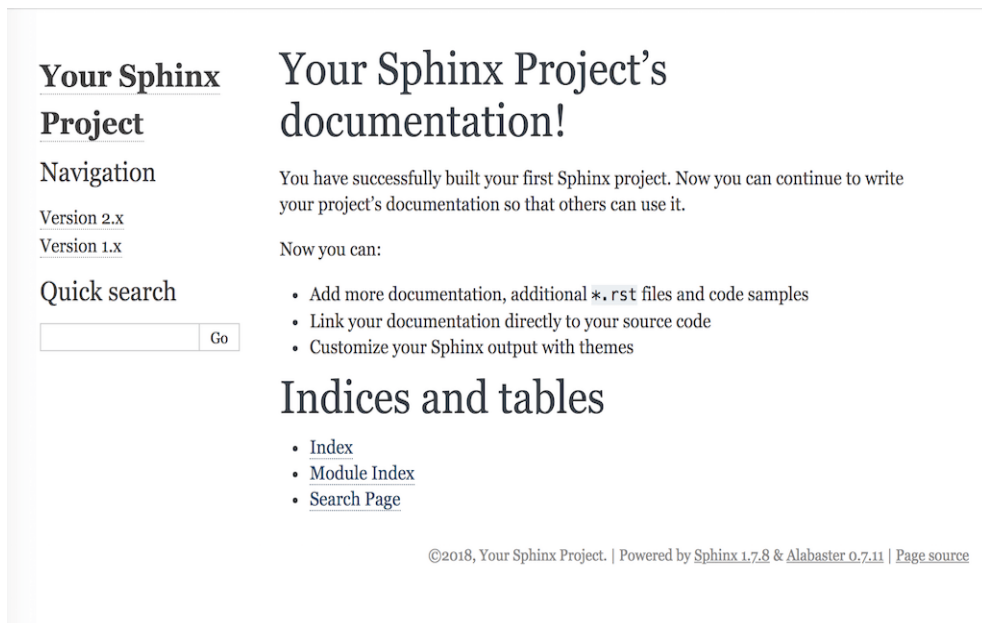 Your Sphinx
Project
Navigation
Version 2.x
Version 1.x
Quick search
Go
Your Sphinx Project’s
documentation!
You have successfully built your first Sphinx project. Now you can continue to write
your project’s documentation so that others can use it.
Now you can:
• Add more documentation, additional *.rst files and code samples
• Link your documentation directly to your source code
• Customize your Sphinx output with themes
Indices and tables
• Index
• Module Index
• Search Page
©2018, Your Sphinx Project. | Powered by Sphinx 1.7.8 & Alabaster 0.7.11 | Page source